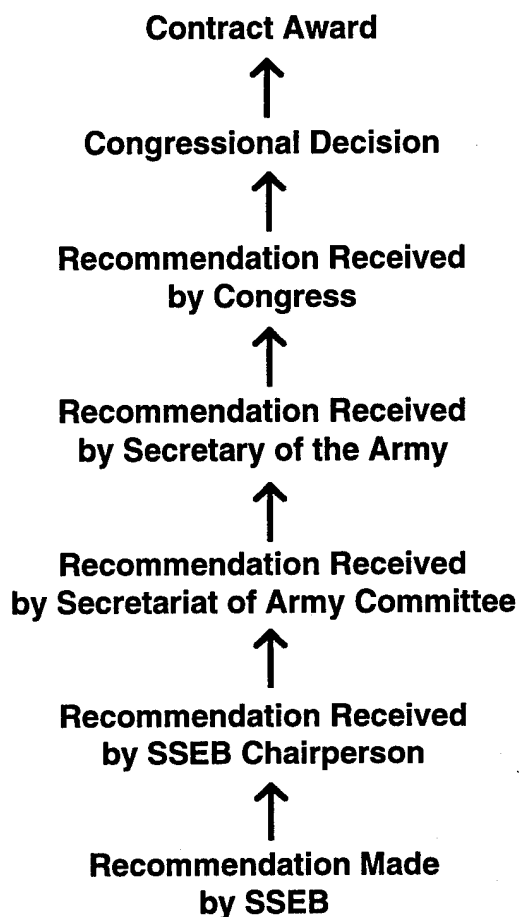 Contract Award
Congressional Decision
Recommendation Received
by Congress
Recommendation Received
by Secretary of the Army
Recommendation Received
by Secretariat of Army Committee
Recommendation Received
by SSEB Chairperson
Recommendation Made
by SSEB